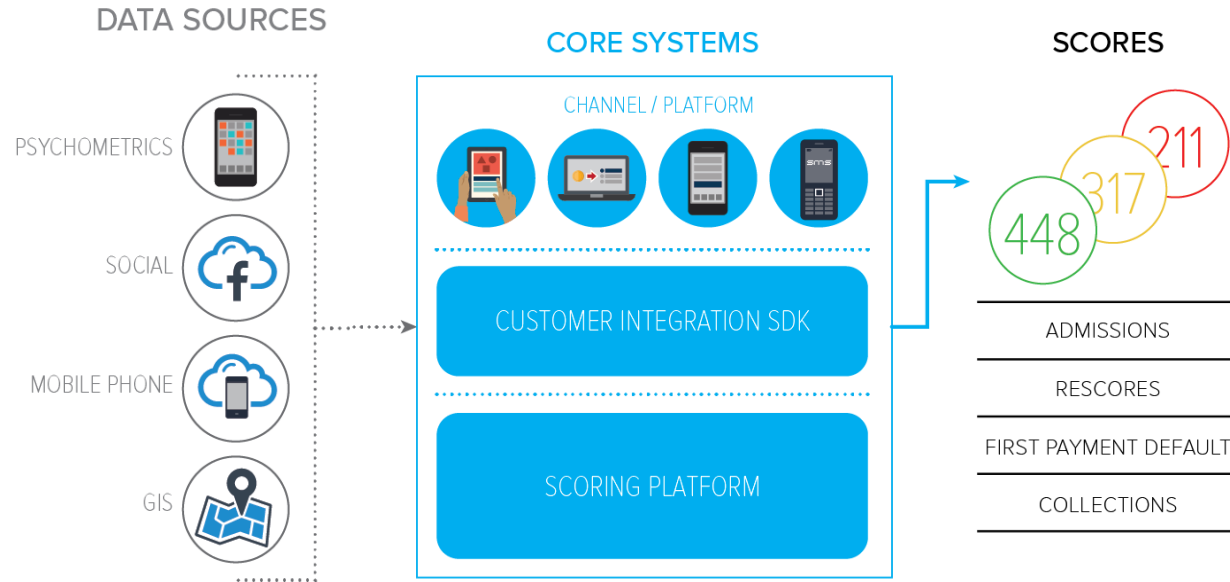 DATA SOURCES
PSYCHOMETRICS
SOCIAL
f
MOBILE PHONE
GIS
CORE SYSTEMS
CHANNEL / PLATFORM
sms
CUSTOMER INTEGRATION SDK
SCORING PLATFORM
SCORES
211
317
448
ADMISSIONS
RESCORES
FIRST PAYMENT DEFAULT
COLLECTIONS